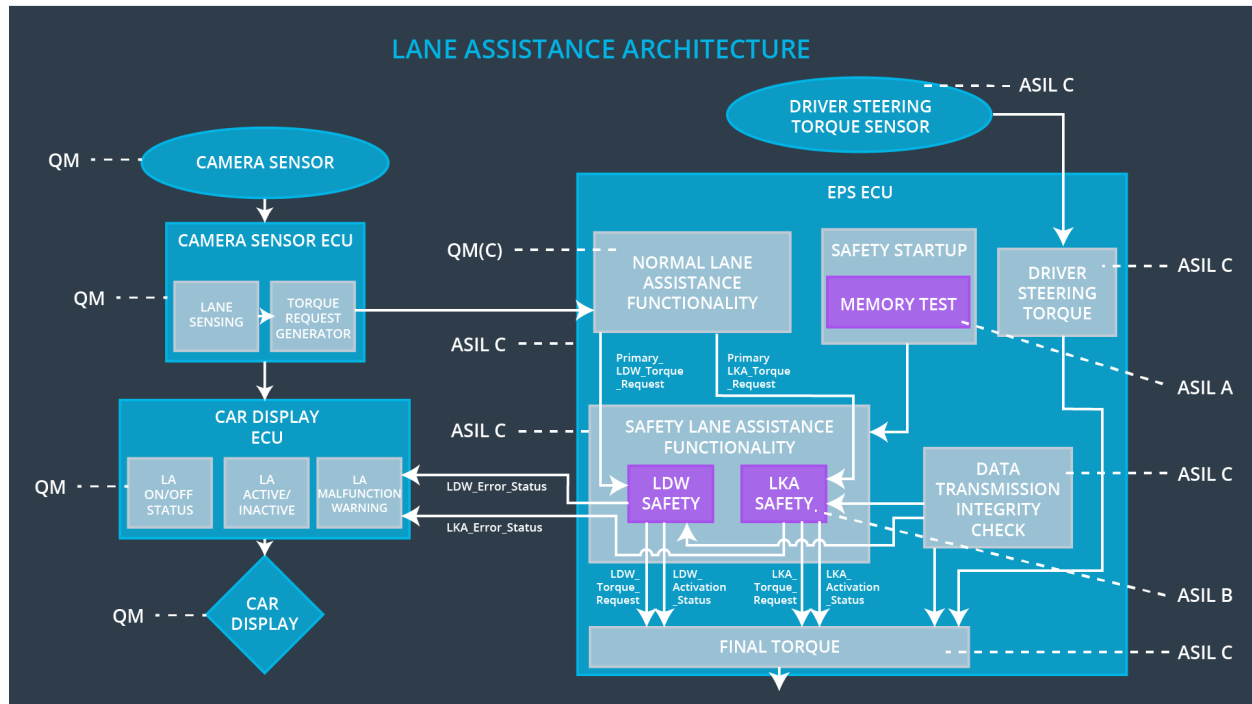 LANE ASSISTANCE ARCHITECTURE
ASIL C
DRIVER STEERING
TORQUE SENSOR
QM
CAMERA SENSOR
EPS ECU
CAMERA SENSOR ECU
QM
LANE
SENSING
TORQUE
REQUEST
GENERATOR
QM(C)
NORMAL LANE
ASSISTANCE
FUNCTIONALITY
SAFETY STARTUP
MEMORY TEST
DRIVER
STEERING
TORQUE
ASIL C
ASIL C
ASIL A
Primary_
LDW_Torque
_Request
Primary
LKA_Torque
_Request
CAR DISPLAY
ECU
QM
LA
ON/OFF
STATUS
LA
ACTIVE/
INACTIVE
LA
MALFUNCTION
WARNING
ASIL C
SAFETY LANE ASSISTANCE
FUNCTIONALITY
LDW
SAFETY
LKA
SAFETY
DATA
TRANSMISSION
INTEGRITY
CHECK
ASIL C
LDW_Error_Status
LKA_Error_Status
LDW_
Torque_
Request
LDW_
Activation
_Status
LKA_
Torque_
Request
LKA_
Activation
_Status
ASIL B
QM
CAR
DISPLAY
FINAL TORQUE
ASIL C